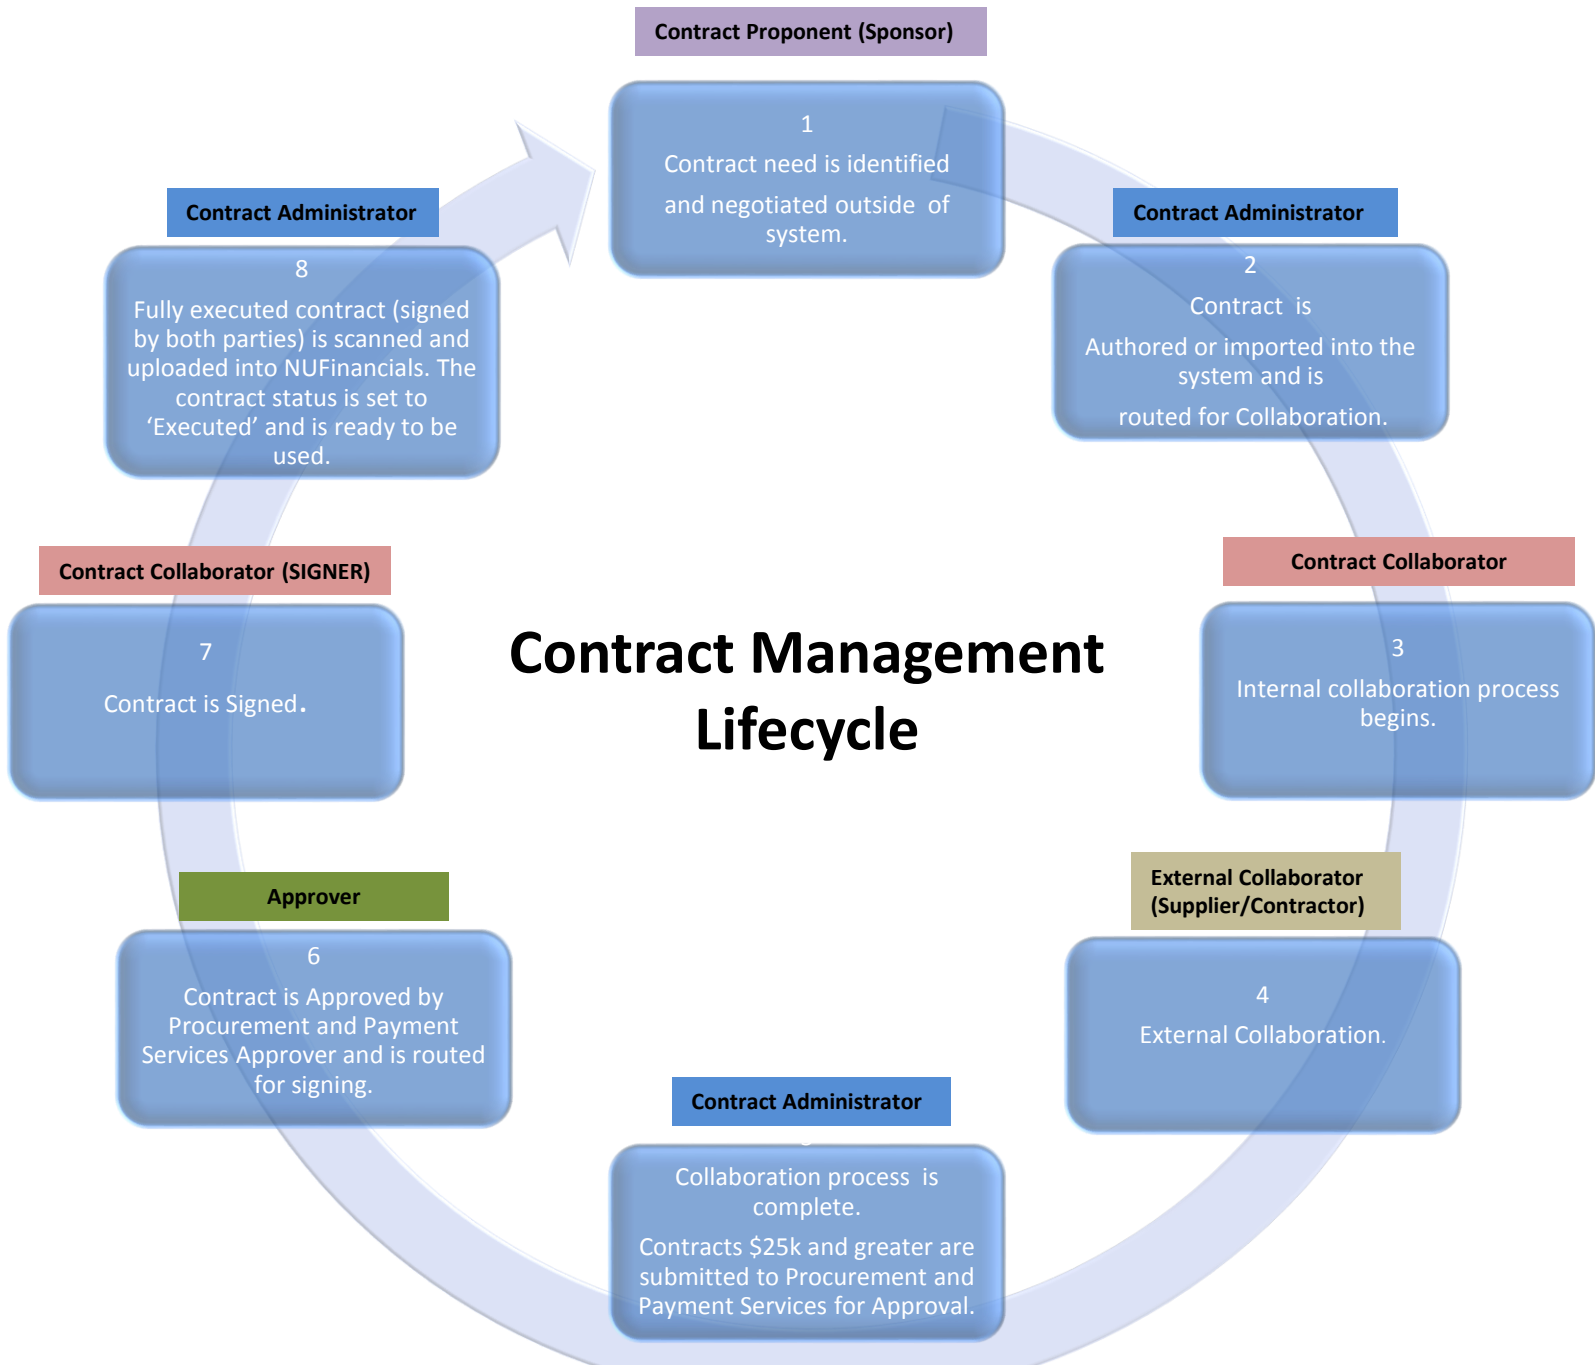 Contract Proponent (Sponsor)
1
Contract need is identified
and negotiated outside of
system.
Contract Administrator
2
Contract is
Authored or imported into the
system and is
routed for Collaboration.
Contract Collaborator
3
Internal collaboration process
begins.
External Collaborator
(Supplier/Contractor)
4
External Collaboration.
Contract Administrator
Collaboration process is
complete.
Contracts $25k and greater are
submitted to Procurement and
Payment Services for Approval.
Approver
6
Contract is Approved by
Procurement and Payment
Services Approver and is routed
for signing.
Contract Collaborator (SIGNER)
7
Contract is Signed.
Contract Administrator
8
Fully executed contract (signed
by both parties) is scanned and
uploaded into NUFinancials. The
contract status is set to
‘Executed’ and is ready to be
used.
Contract Management
Lifecycle